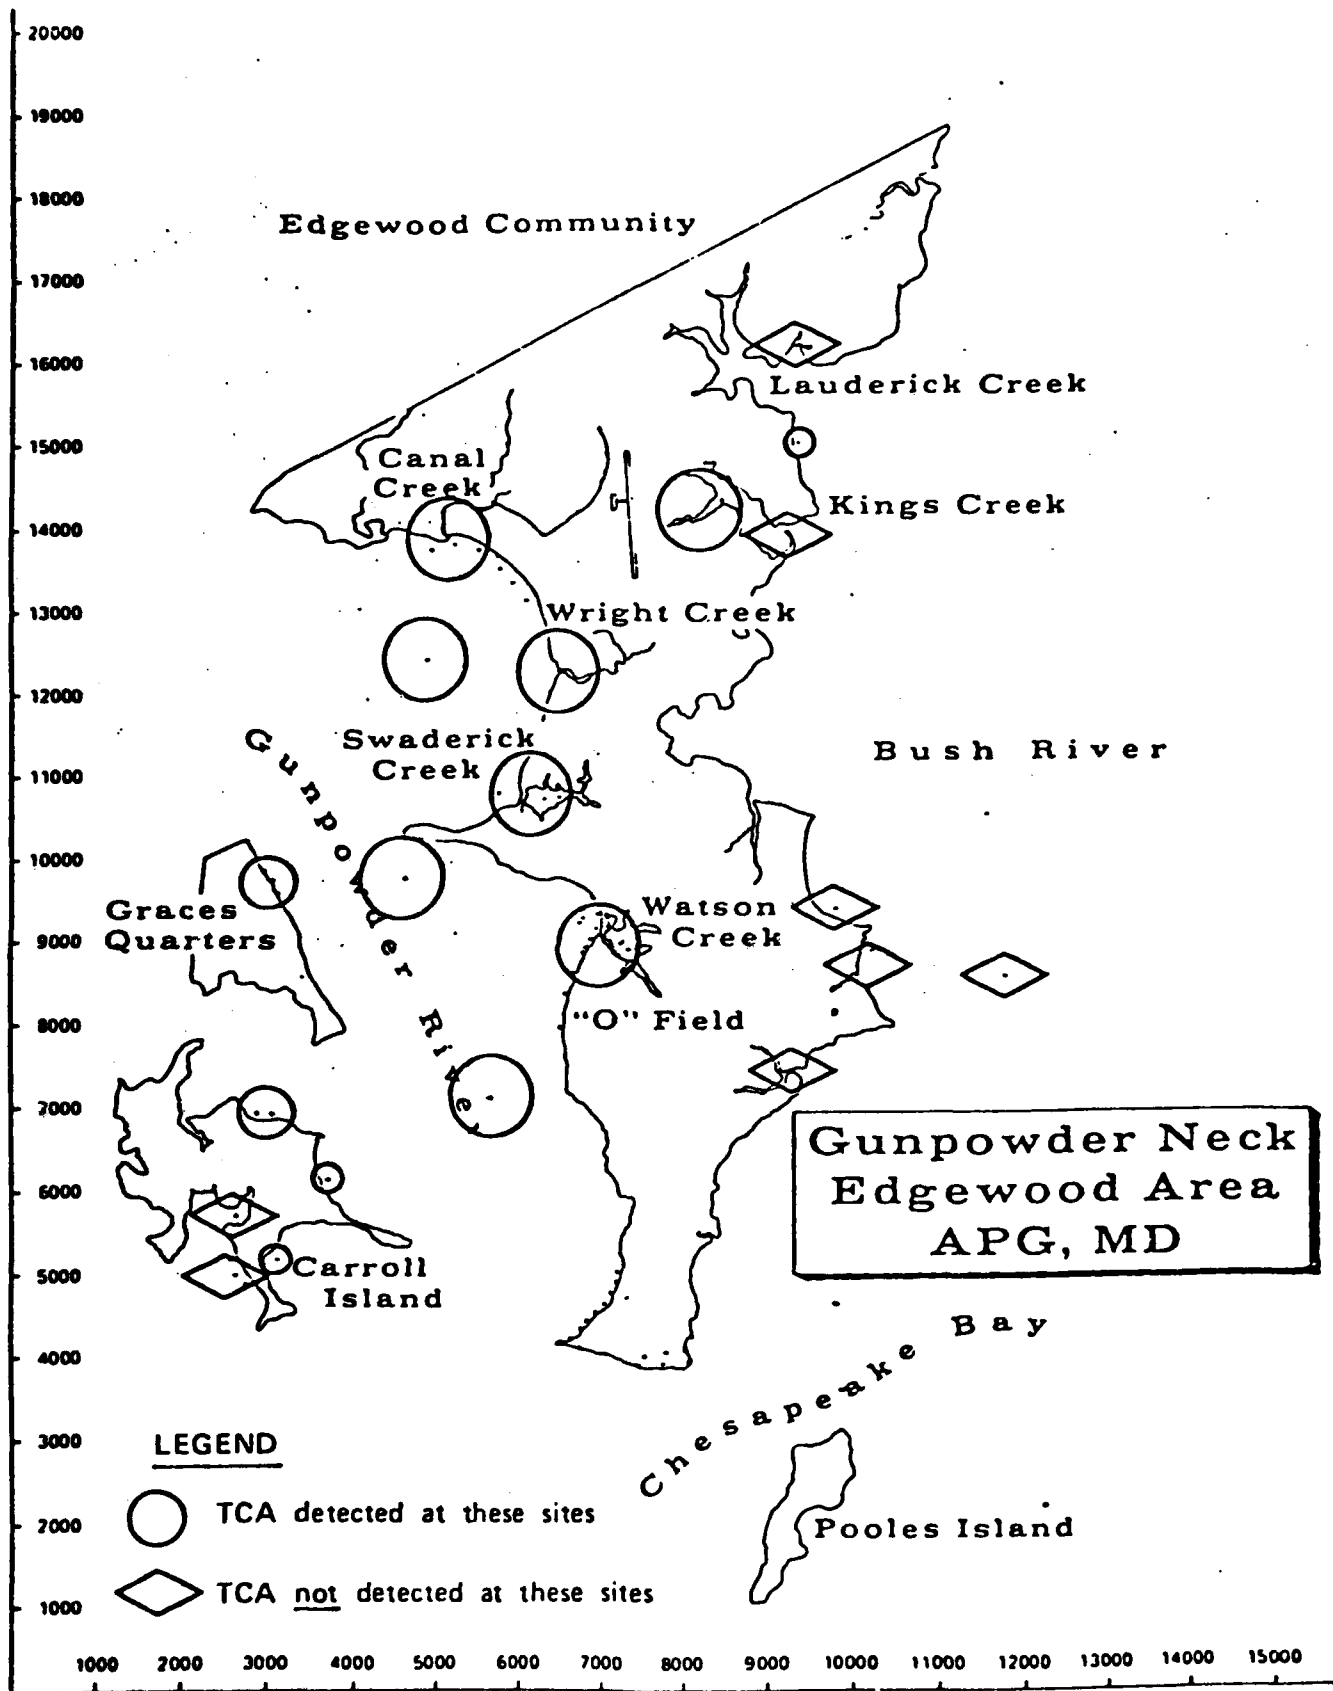 20000
19000
18000
17000
16000
15000
14000
13000
12000
11000
10000
9000
8000
7000
6000
5000
4000
3000
2000
1000
Edgewood Community
Lauderick Creek
Canal
Creek
Kings Creek
Wright Creek
Swaderick
Creek
Bush River
Gunpowder River
Graces
Quarters
Watson
Creek
"O" Field
Gunpowder Neck
Edgewood Area
APG, MD
Carroll
Island
Chesapeake Bay
Pooles Island
LEGEND
TCA detected at these sites
TCA not detected at these sites
1000 2000 3000 4000 5000 6000 7000 8000 9000 10000 11000 12000 13000 14000 15000